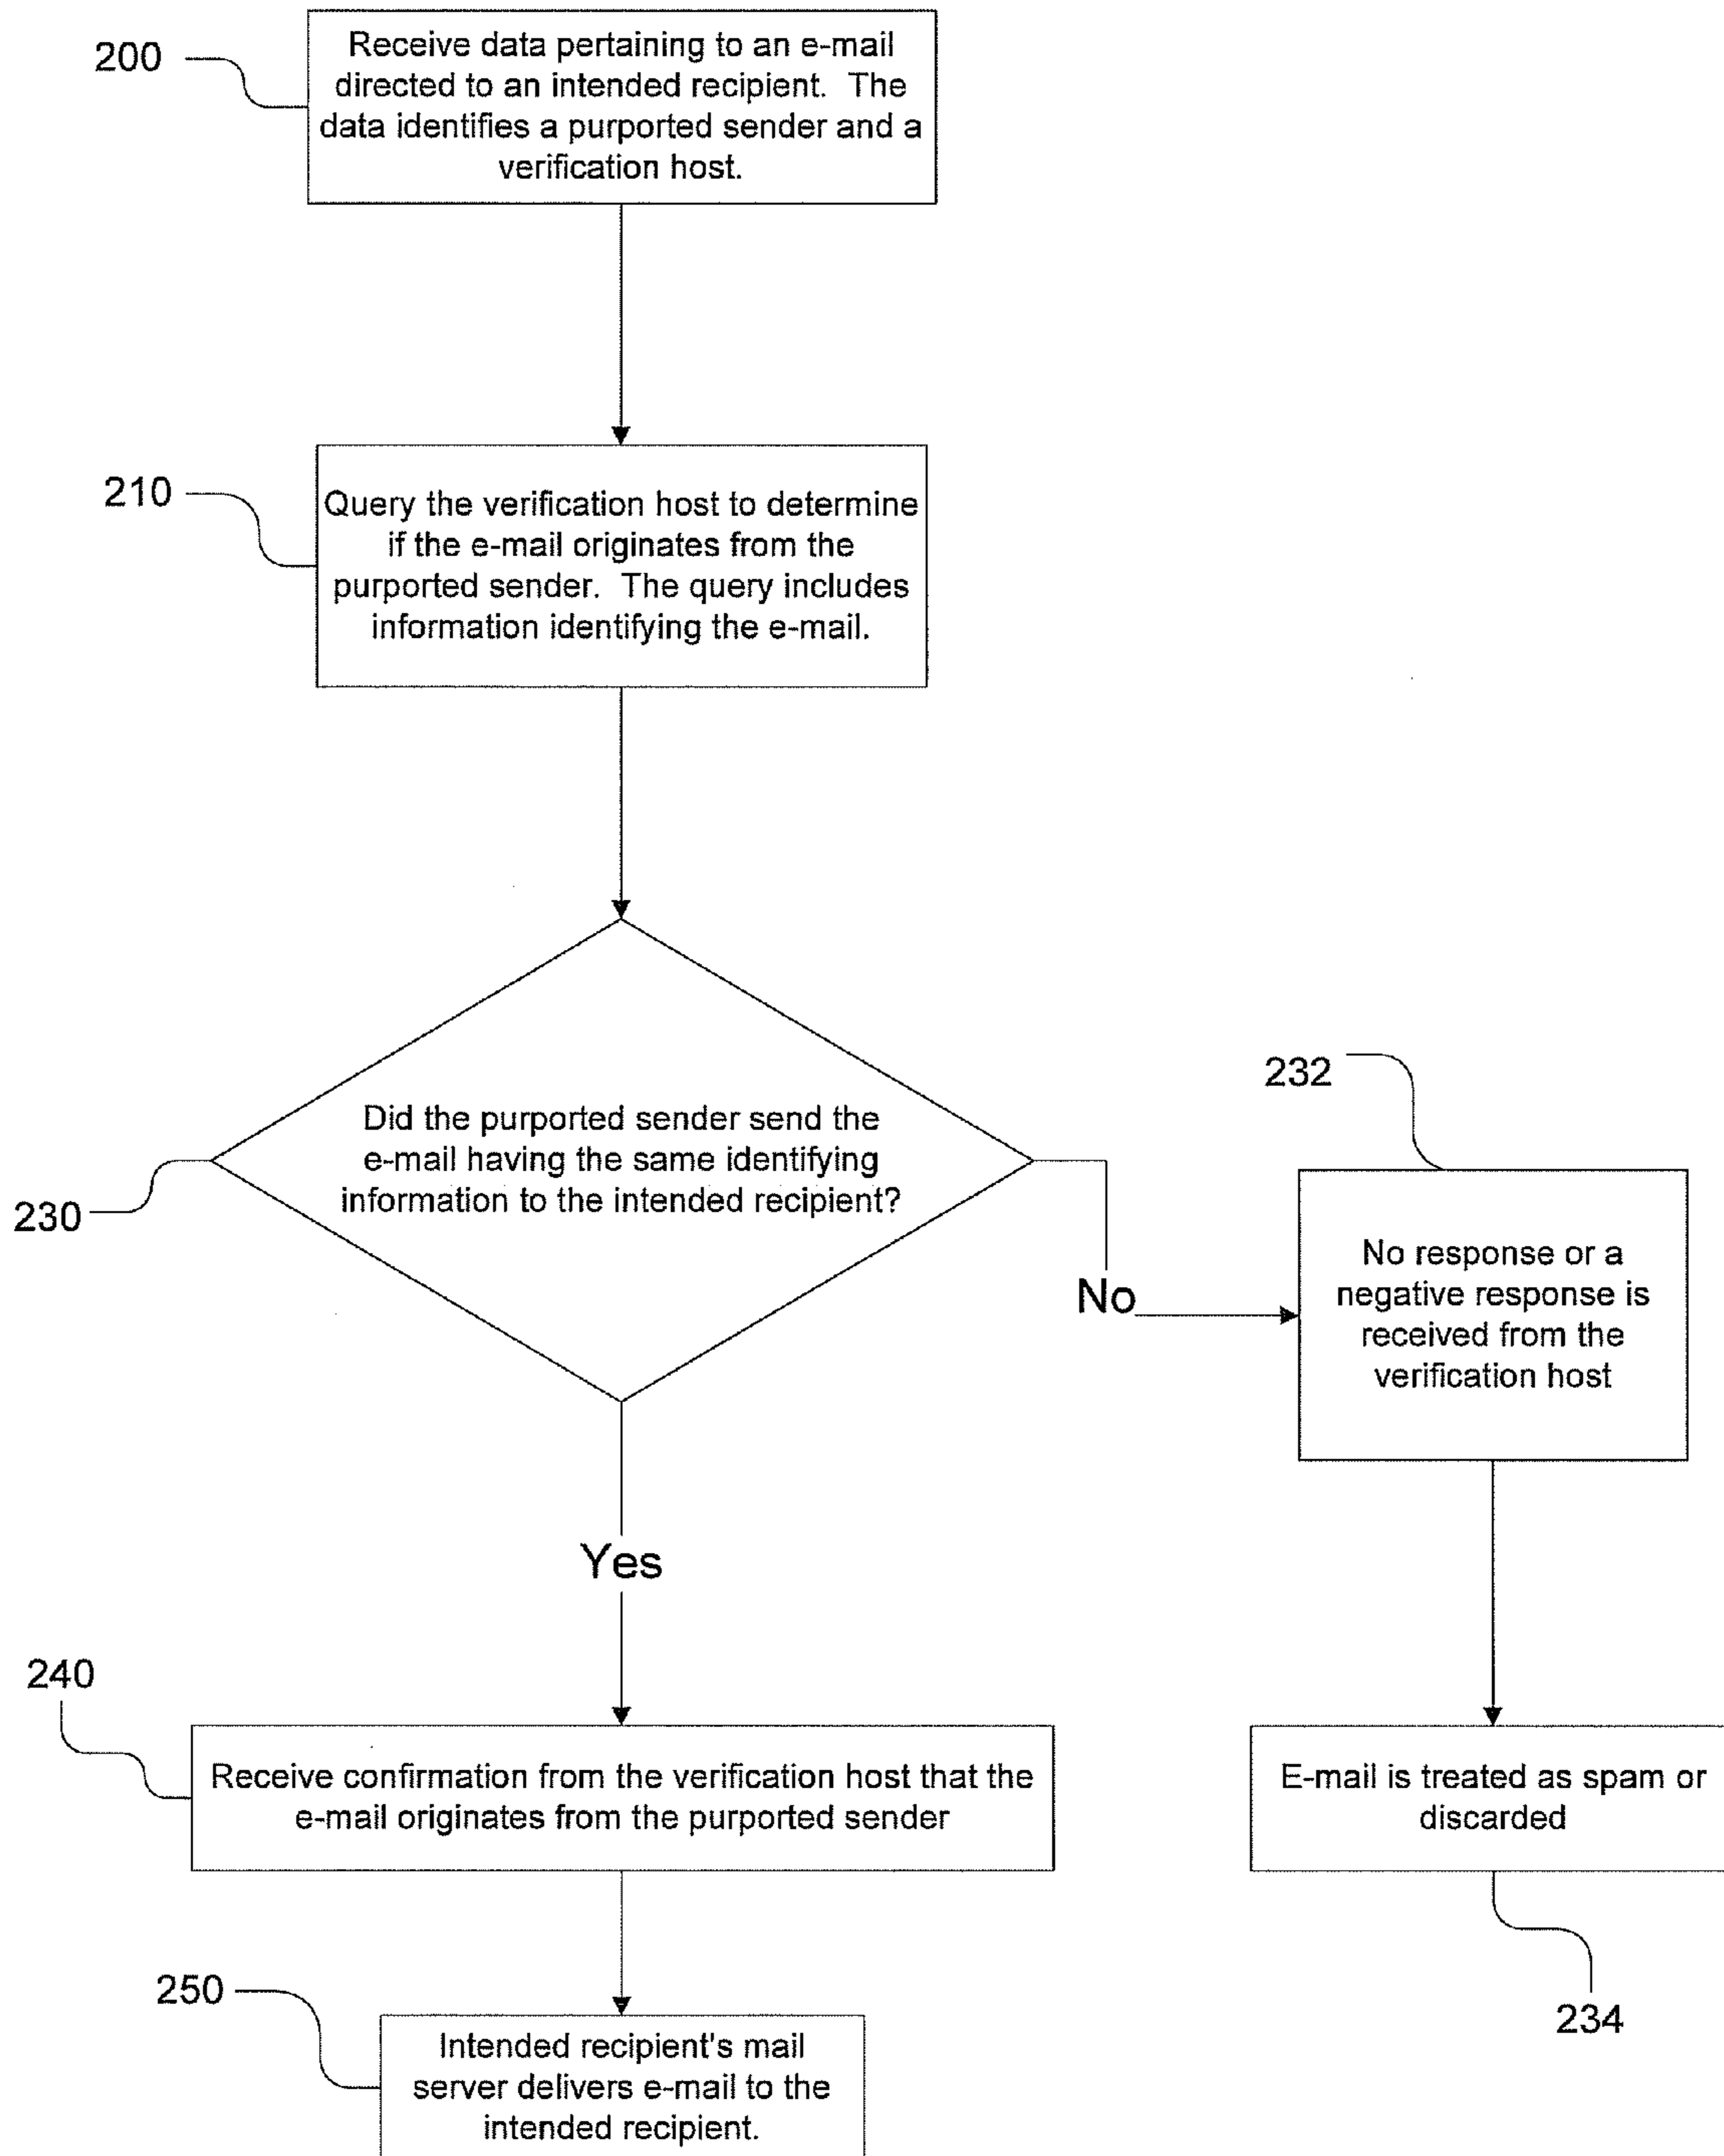 200
Receive data pertaining to an e-mail
directed to an intended recipient. The
data identifies a purported sender and a
verification host.
210
Query the verification host to determine
if the e-mail originates from the
purported sender. The query includes
information identifying the e-mail.
230
Did the purported sender send the
e-mail having the same identifying
information to the intended recipient?
No
232
No response or a
negative response is
received from the
verification host
Yes
240
Receive confirmation from the verification host that the
e-mail originates from the purported sender
E-mail is treated as spam or
discarded
234
250
Intended recipient's mail
server delivers e-mail to the
intended recipient.